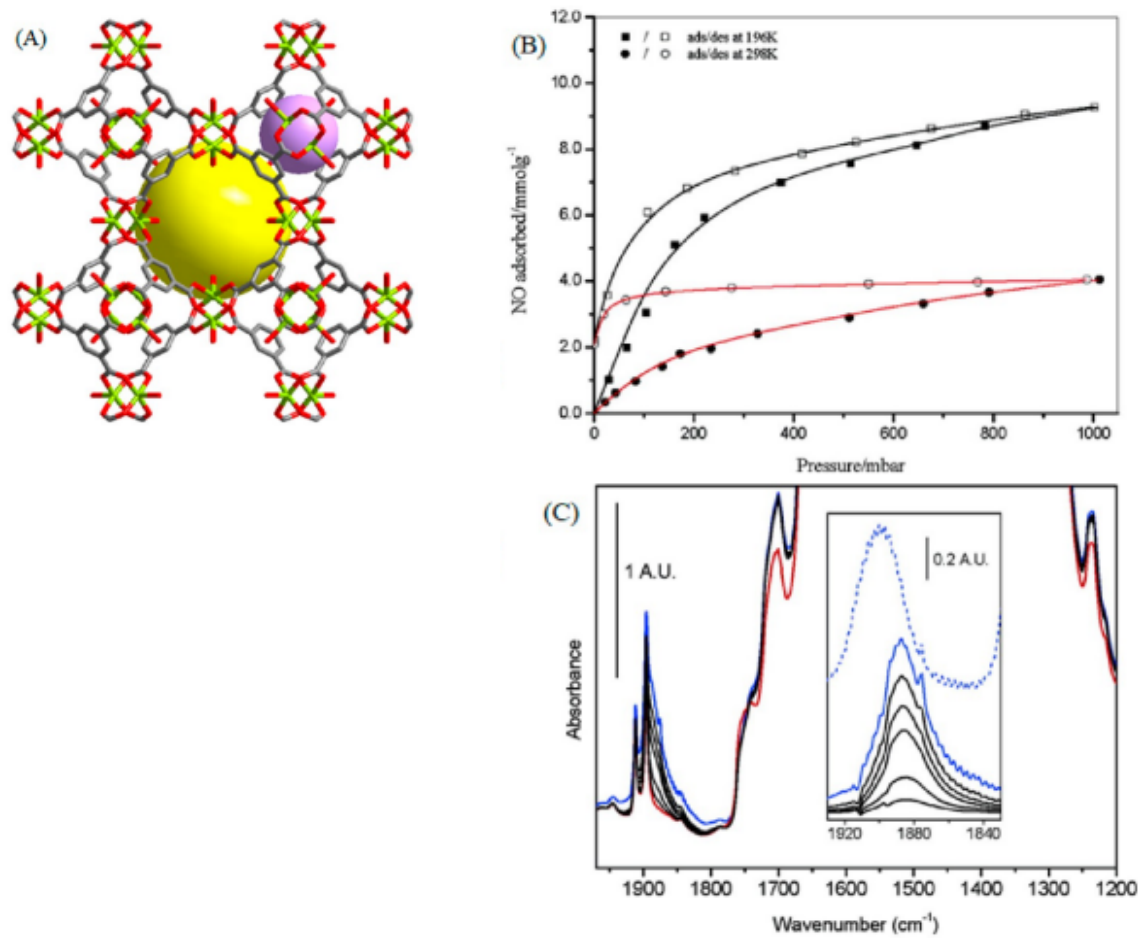 (A)
(B)
12.0
10.0
8.0
6.0
4.0
2.0
0.0
NO adsorbed/mmolg⁻¹
■ / □ ads/des at 196K
● / ○ ads/des at 298K
0 200 400 600 800 1000
Pressure/mbar
(C)
1 A.U.
0.2 A.U.
1920 1880 1840
Absorbance
1900 1800 1700 1600 1500 1400 1300 1200
Wavenumber (cm⁻¹)